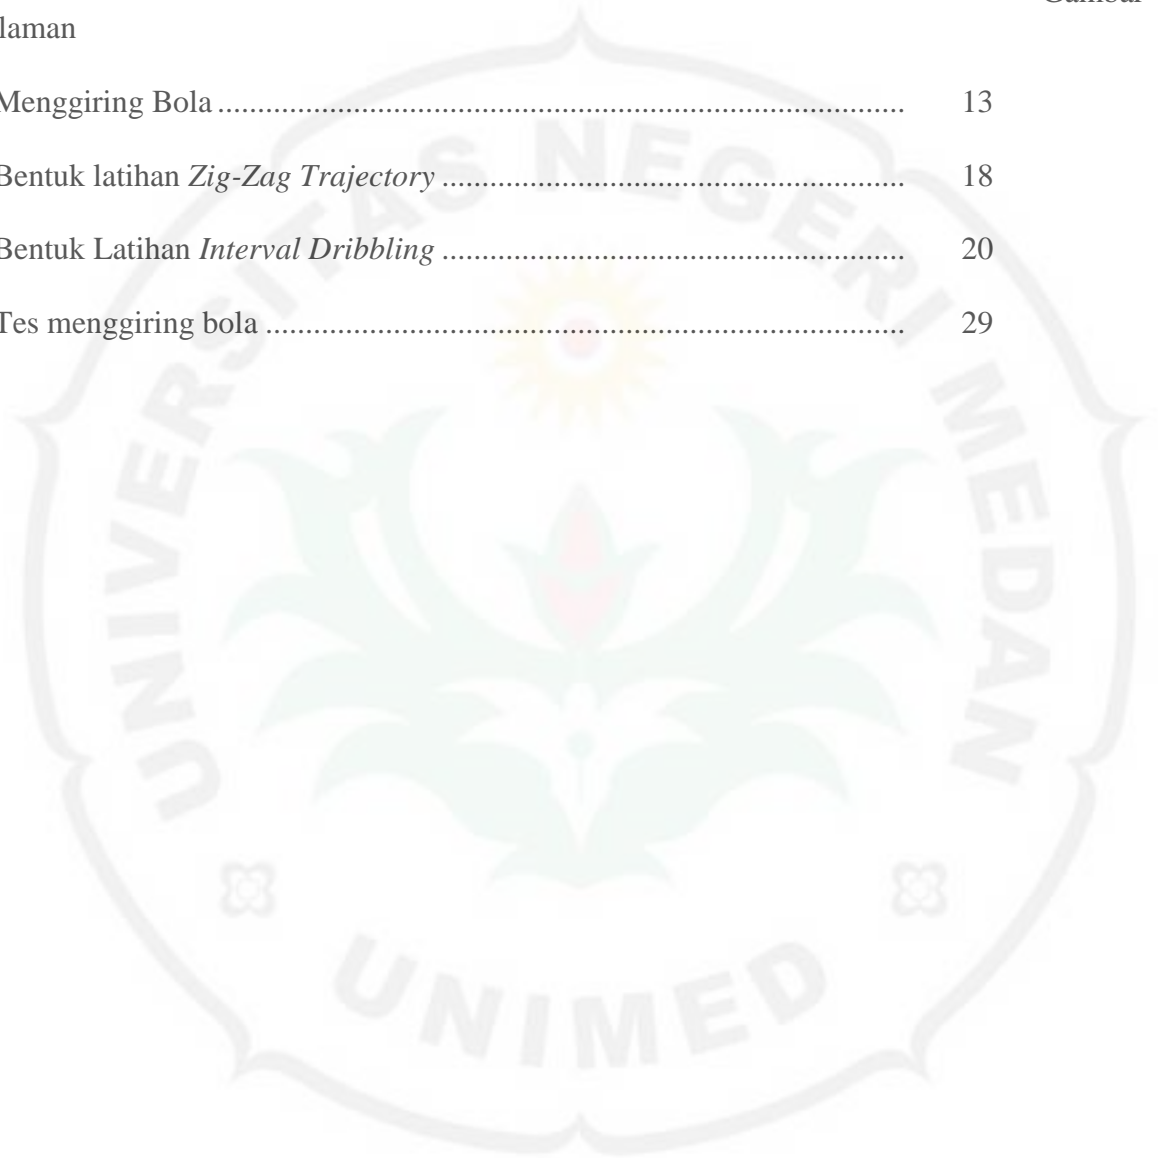 Gambar
laman
Menggiring Bola ...................................................................................... 13
Bentuk latihan Zig-Zag Trajectory .......................................................... 18
Bentuk Latihan Interval Dribbling .......................................................... 20
Tes menggiring bola ................................................................................ 29
UNIVERSITAS NEGERI MEDAN
UNIMED